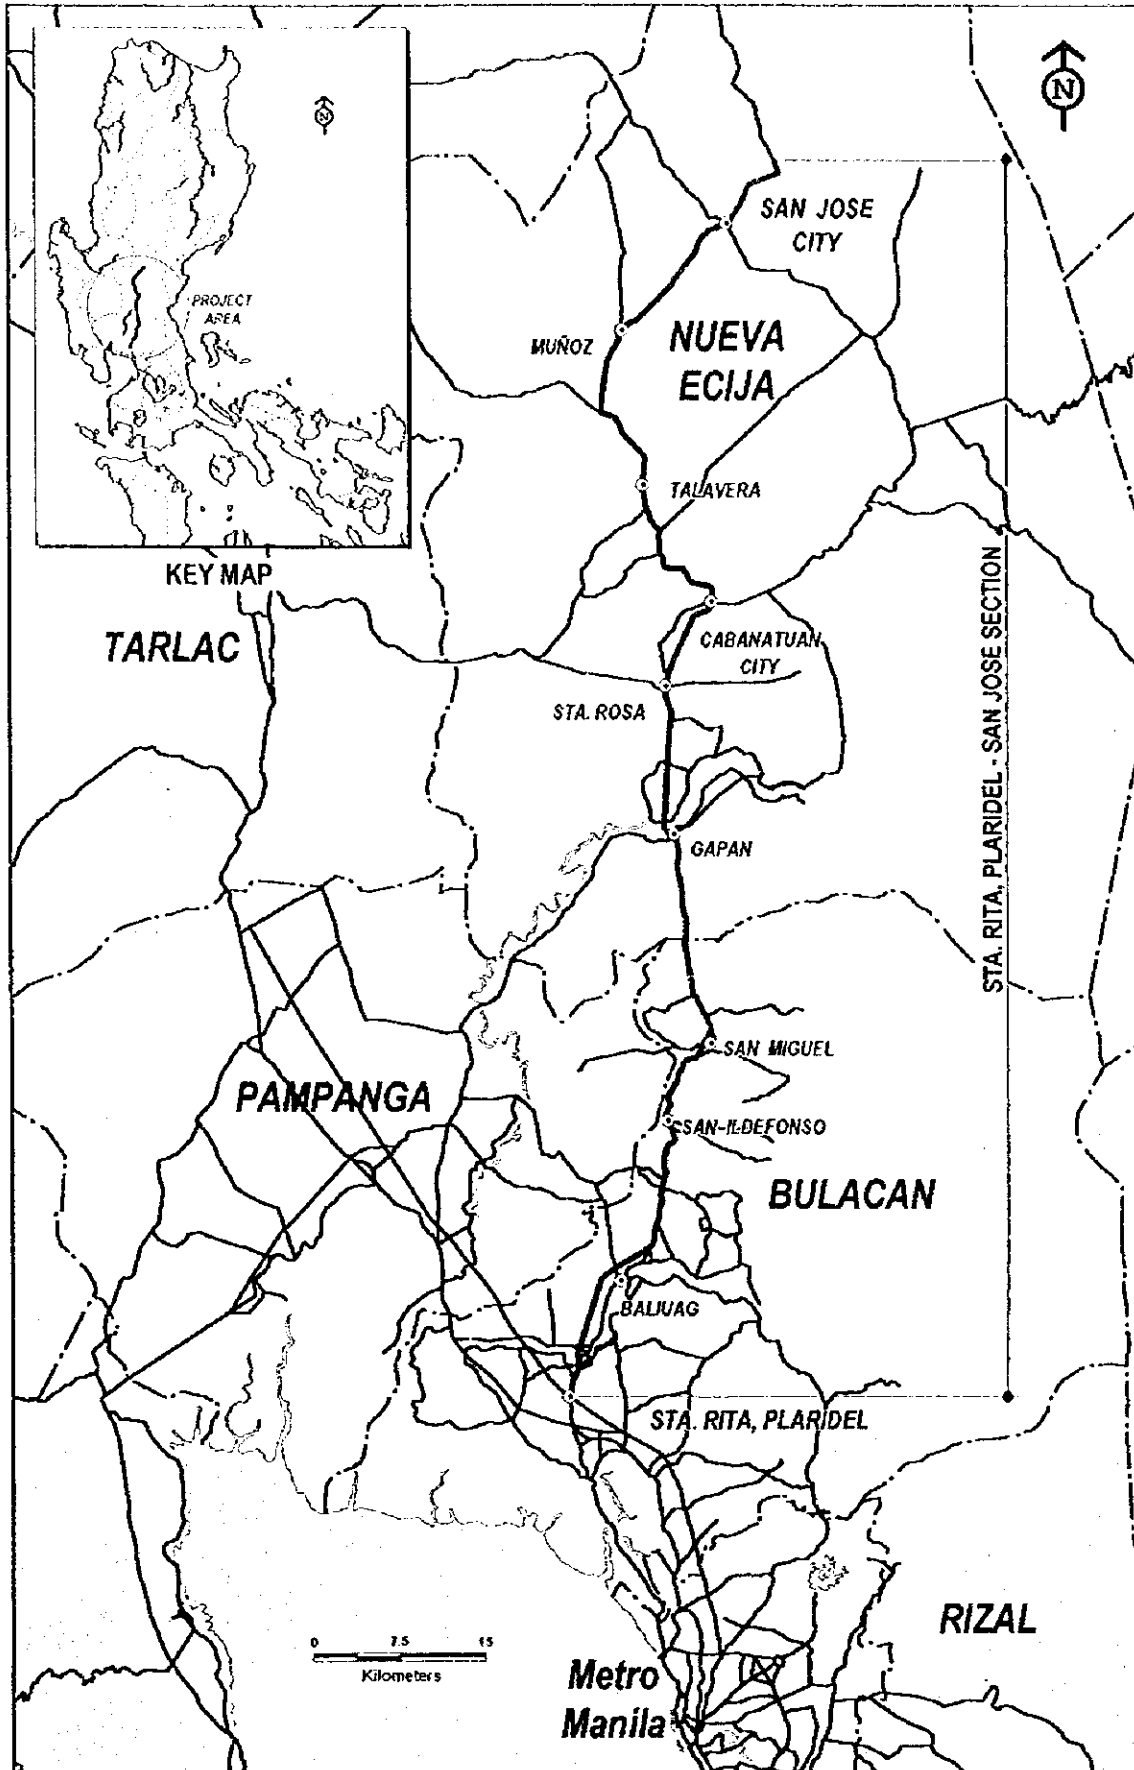 N
N
PROJECT
AREA
KEY MAP
SAN JOSE
CITY
MUÑOZ
NUEVA
ECIJA
TALAVERA
TARLAC
CABANATUAN
CITY
STA. ROSA
STA. RITA, PLARIDEL - SAN JOSE SECTION
GAPAN
SAN MIGUEL
PAMPANGA
SAN-ILDEFONSO
BULACAN
BALIUAG
STA. RITA, PLARIDEL
RIZAL
0 7.5 15
Kilometers
Metro
Manila